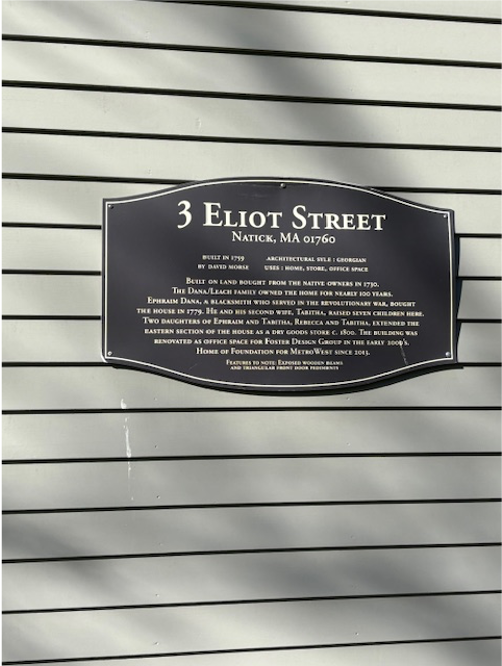 3 ELIOT STREET
NATICK, MA 01760
BUILT IN 1759 ARCHITECTURAL SYLE : GEORGIAN
BY DAVID MORSE USES : HOME, STORE, OFFICE SPACE
BUILT ON LAND BOUGHT FROM THE NATIVE OWNERS IN 1730.
THE DANA/LEACH FAMILY OWNED THE HOME FOR NEARLY 100 YEARS.
EPHRAIM DANA, A BLACKSMITH WHO SERVED IN THE REVOLUTIONARY WAR, BOUGHT
THE HOUSE IN 1779. HE AND HIS SECOND WIFE, TABITHA, RAISED SEVEN CHILDREN HERE.
TWO DAUGHTERS OF EPHRAIM AND TABITHA, REBECCA AND TABITHA, EXTENDED THE
EASTERN SECTION OF THE HOUSE AS A DRY GOODS STORE C. 1800. THE BUILDING WAS
RENOVATED AS OFFICE SPACE FOR FOSTER DESIGN GROUP IN THE EARLY 2000'S.
HOME OF FOUNDATION FOR METROWEST SINCE 2013.
FEATURES TO NOTE: EXPOSED WOODEN BEAMS
AND TRIANGULAR FRONT DOOR PEDIMENTS